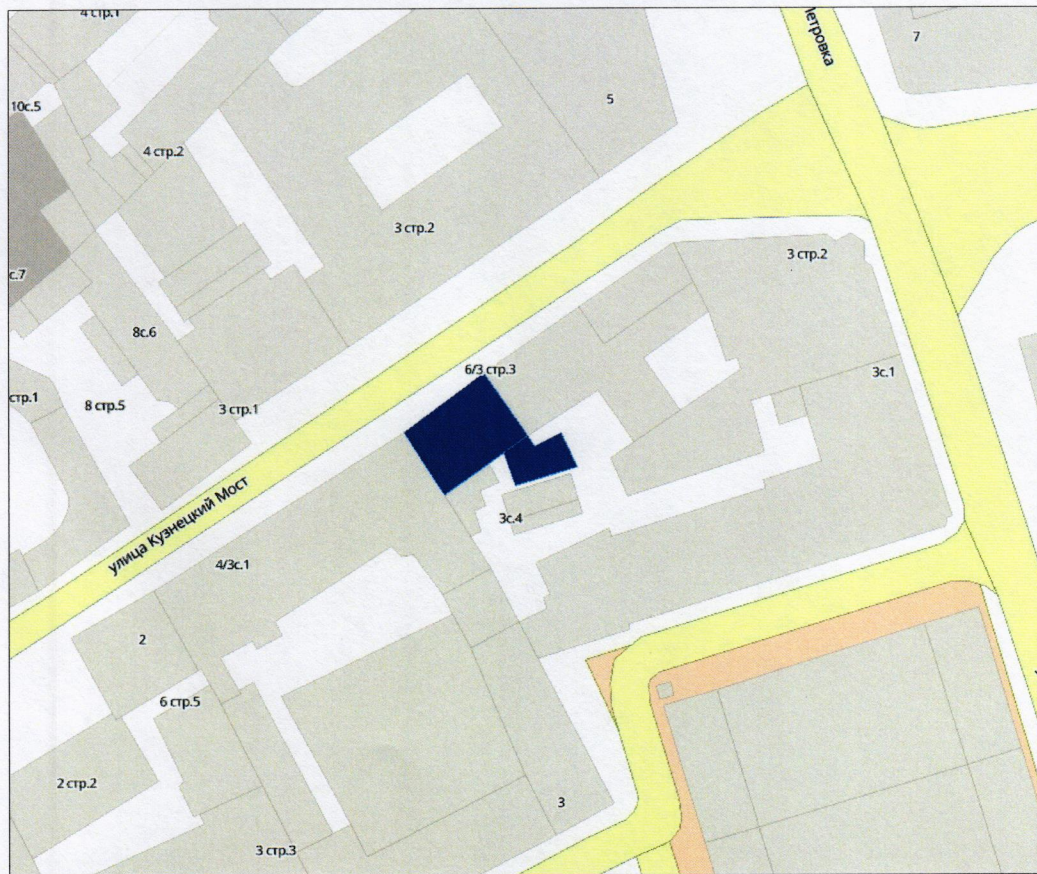 4 стр.1
Петровка
7
10с.5
5
4 стр.2
3 стр.2
3 стр.2
с.7
8с.6
6/3 стр.3
3с.1
стр.1
8 стр.5
3 стр.1
улица Кузнецкий Мост
3с.4
4/3с.1
2
6 стр.5
2 стр.2
3
3 стр.3